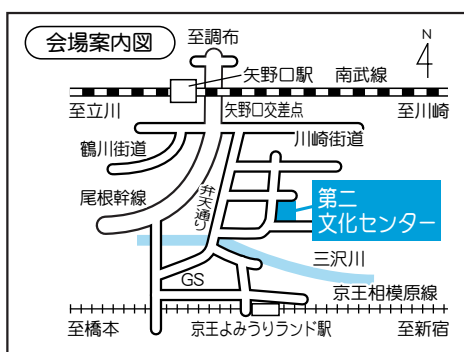 会場案内図
至調布
N
矢野口駅
南武線
至立川
矢野口交差点
至川崎
川崎街道
鶴川街道
尾根幹線
弁天通り
第二
文化センター
三沢川
GS
京王相模原線
至橋本
京王よみうりランド駅
至新宿